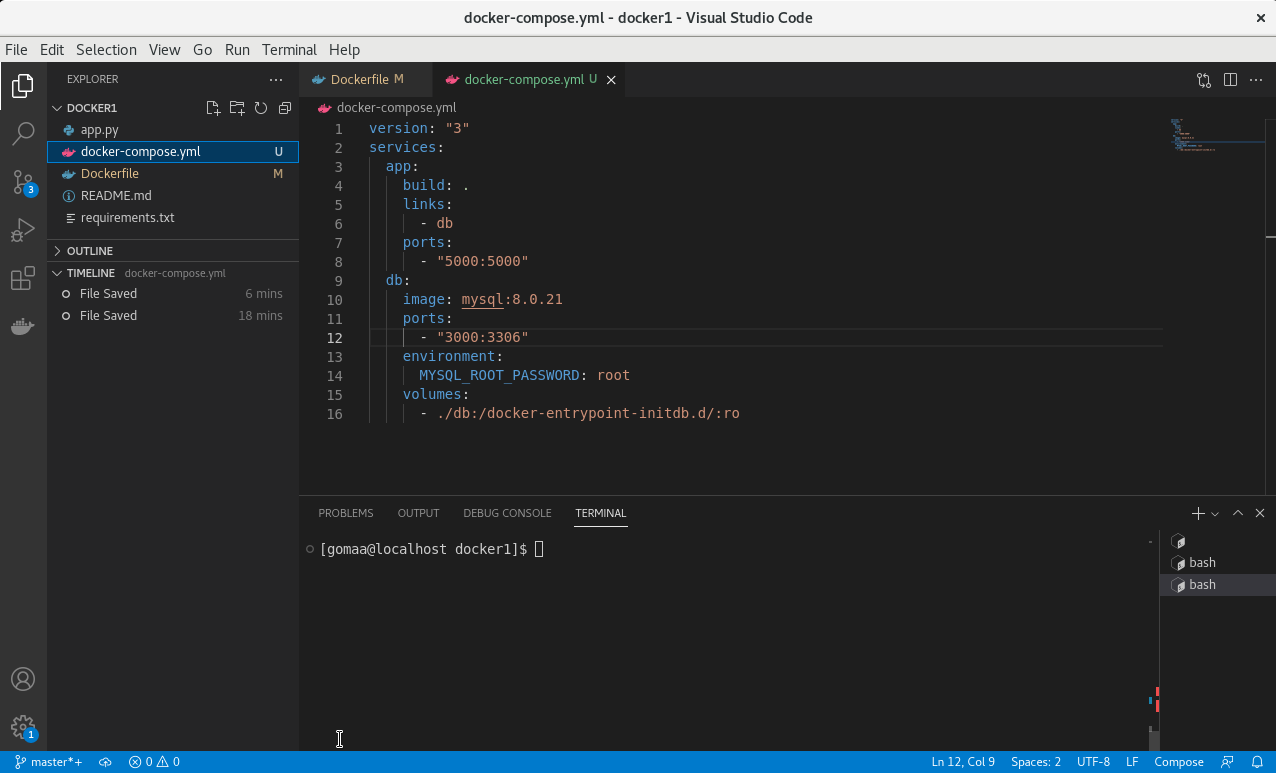 docker-compose.yml - docker1 - Visual Studio Code
File Edit Selection View Go Run Terminal Help
EXPLORER
DOCKER1
app.py
docker-compose.yml U
Dockerfile M
README.md
requirements.txt
OUTLINE
TIMELINE docker-compose.yml
File Saved 6 mins
File Saved 18 mins
3
1
Dockerfile M
docker-compose.yml U
docker-compose.yml
1 version: "3"
2 services:
3 app:
4 build: .
5 links:
6 - db
7 ports:
8 - "5000:5000"
9 db:
10 image: mysql:8.0.21
11 ports:
12 - "3000:3306"
13 environment:
14 MYSQL_ROOT_PASSWORD: root
15 volumes:
16 - ./db:/docker-entrypoint-initdb.d/:ro
PROBLEMS OUTPUT DEBUG CONSOLE TERMINAL
[gomaa@localhost docker1]$
bash
bash
master*+ 0 0 Ln 12, Col 9 Spaces: 2 UTF-8 LF Compose